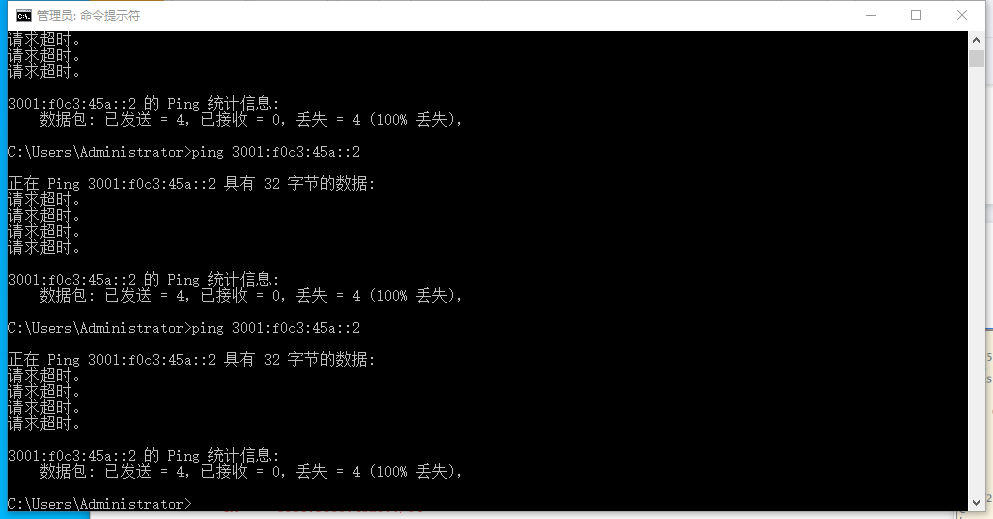 管理员: 命令提示符
请求超时。
请求超时。
请求超时。
3001:f0c3:45a::2 的 Ping 统计信息:
数据包: 已发送 = 4，已接收 = 0，丢失 = 4 (100% 丢失)，
C:\Users\Administrator>ping 3001:f0c3:45a::2
正在 Ping 3001:f0c3:45a::2 具有 32 字节的数据:
请求超时。
请求超时。
请求超时。
请求超时。
3001:f0c3:45a::2 的 Ping 统计信息:
数据包: 已发送 = 4，已接收 = 0，丢失 = 4 (100% 丢失)，
C:\Users\Administrator>ping 3001:f0c3:45a::2
正在 Ping 3001:f0c3:45a::2 具有 32 字节的数据:
请求超时。
请求超时。
请求超时。
请求超时。
3001:f0c3:45a::2 的 Ping 统计信息:
数据包: 已发送 = 4，已接收 = 0，丢失 = 4 (100% 丢失)，
C:\Users\Administrator>